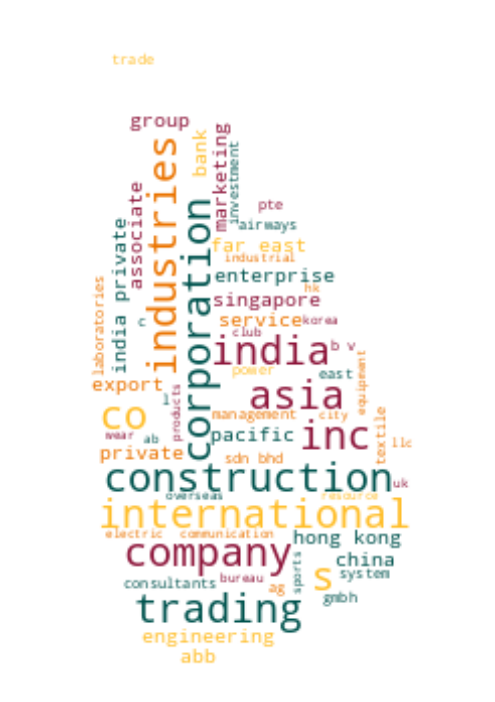 trade
group
industries
bank
marketing
investment
associate
corporation
pte
airways
india private
far east
industrial
enterprise
laboratories
hk
singapore
c
service
korea
club
india
b v
power
east
equipment
export
l
products
asia
co
management
city
textile
wear
ab
pacific
inc
llc
private
sdn bhd
construction
uk
overseas
resource
international
electric
communication
hong kong
company
china
sports
system
bureau
consultants
ag
s
gmbh
trading
engineering
abb